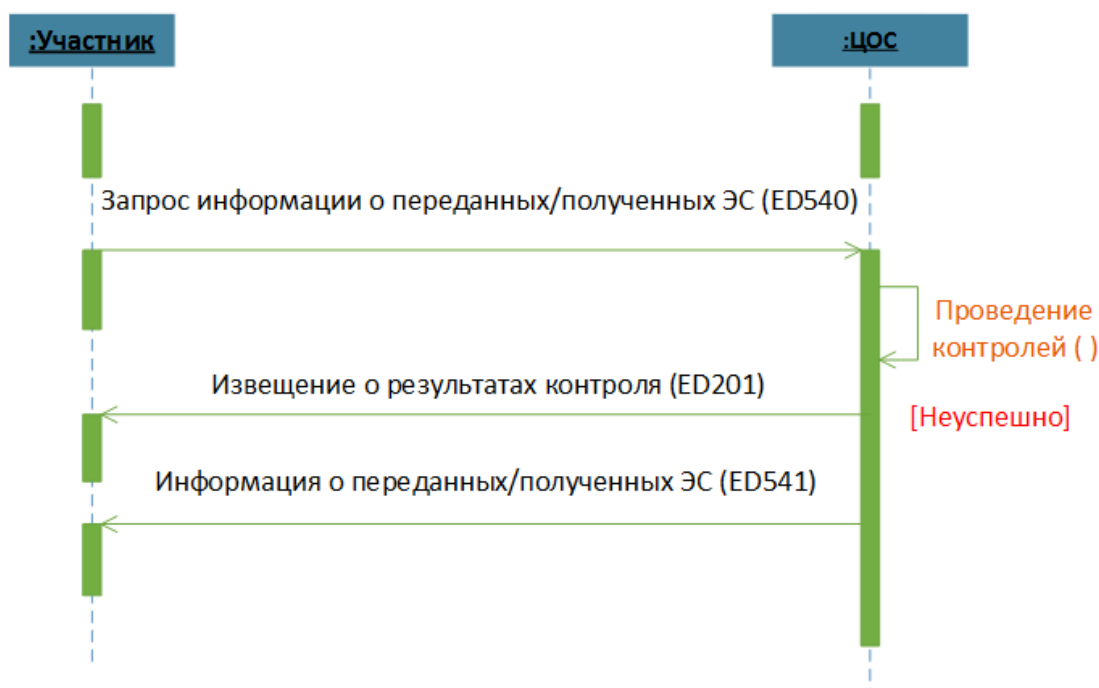 :Участник
:ЦОС
Запрос информации о переданных/полученных ЭС (ED540)
Проведение
контролей ( )
Извещение о результатах контроля (ED201)
[Неуспешно]
Информация о переданных/полученных ЭС (ED541)